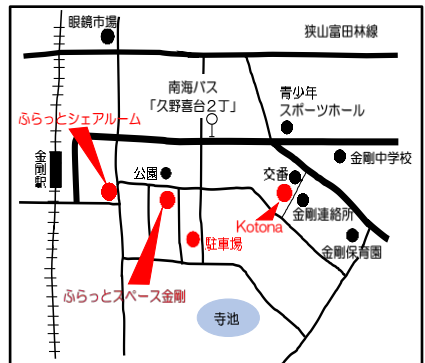 眼鏡市場
狭山富田林線
南海バス
「久野喜台2丁」
青少年
スポーツホール
ふらっとシェアルーム
金剛駅
公園
金剛中学校
交番
金剛連絡所
Kotona
駐車場
金剛保育園
ふらっとスペース金剛
寺池